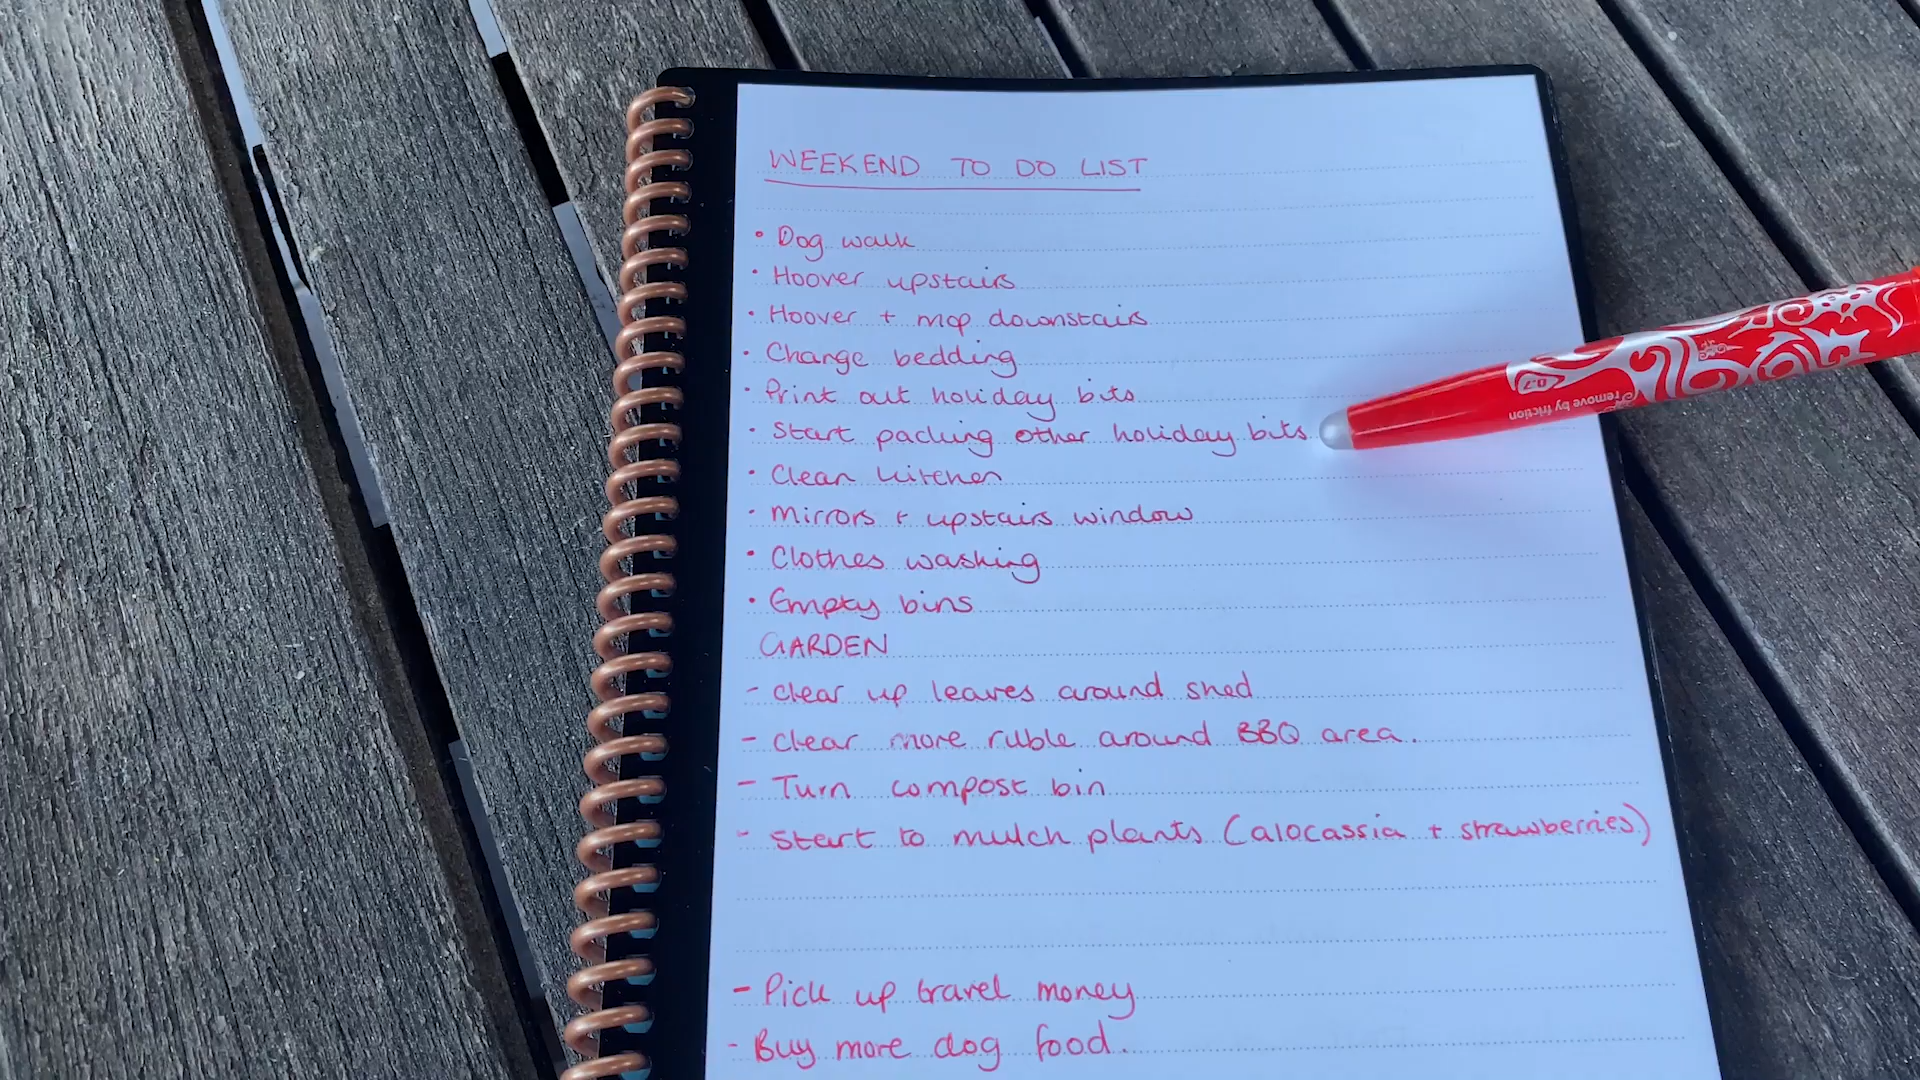 WEEKEND TO DO LIST
• Dog walk
• Hoover upstairs
• Hoover + mop downstairs
• Change bedding
• Print out holiday bits
• Start packing other holiday bits
• Clean kitchen
• Mirrors + upstairs window
• Clothes washing
• Empty bins
GARDEN
- Clear up leaves around shed
- Clear more ruble around BBQ area.
- Turn compost bin
- Start to mulch plants (alocassia + strawberries)
- Pick up travel money
- Buy more dog food.
0.7
remove by friction